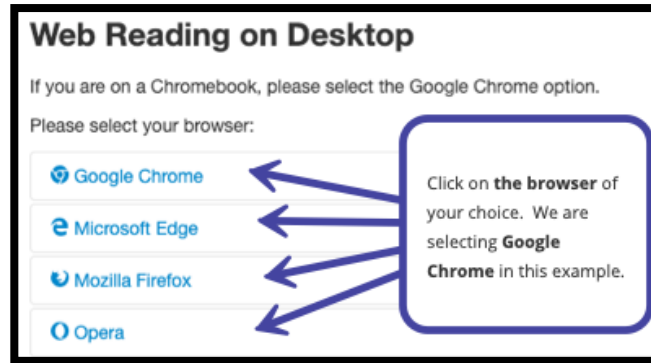 Web Reading on Desktop
If you are on a Chromebook, please select the Google Chrome option.
Please select your browser:
Google Chrome
Microsoft Edge
Mozilla Firefox
Opera
Click on the browser of
your choice. We are
selecting Google
Chrome in this example.